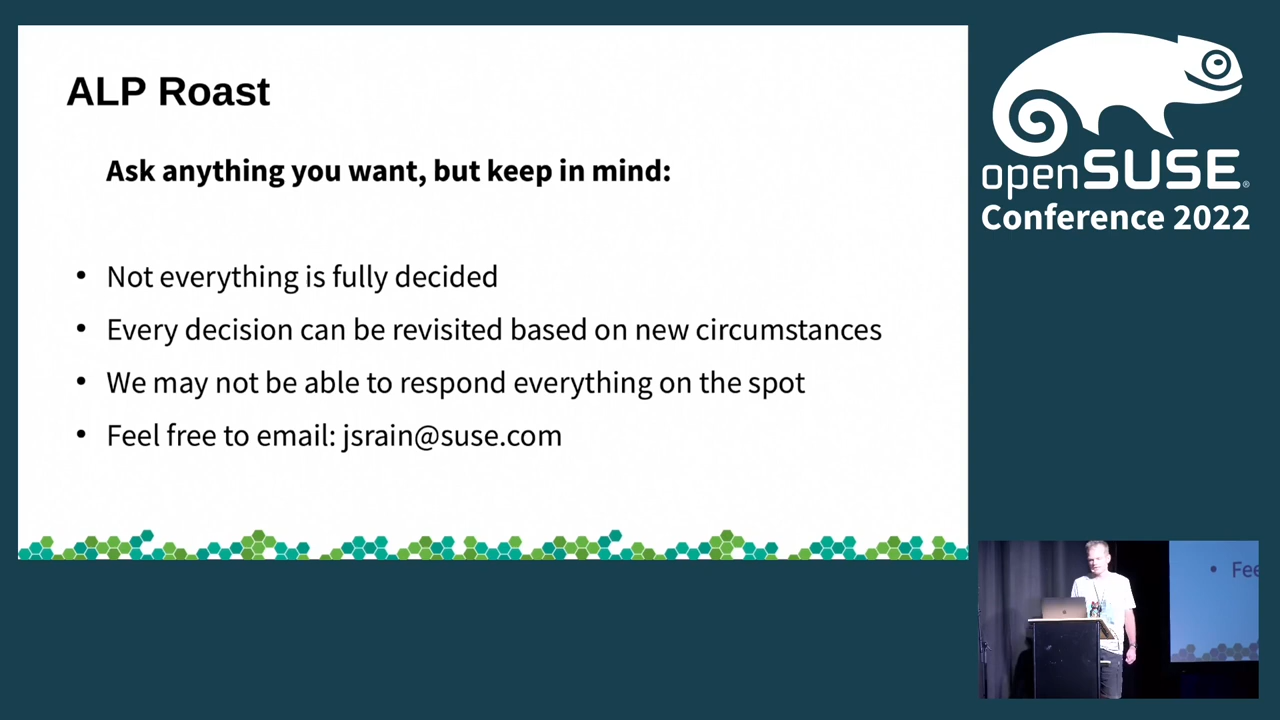 ALP Roast
Ask anything you want, but keep in mind:
• Not everything is fully decided
• Every decision can be revisited based on new circumstances
• We may not be able to respond everything on the spot
• Feel free to email: jsrain@suse.com
openSUSE®
Conference 2022
• Fee